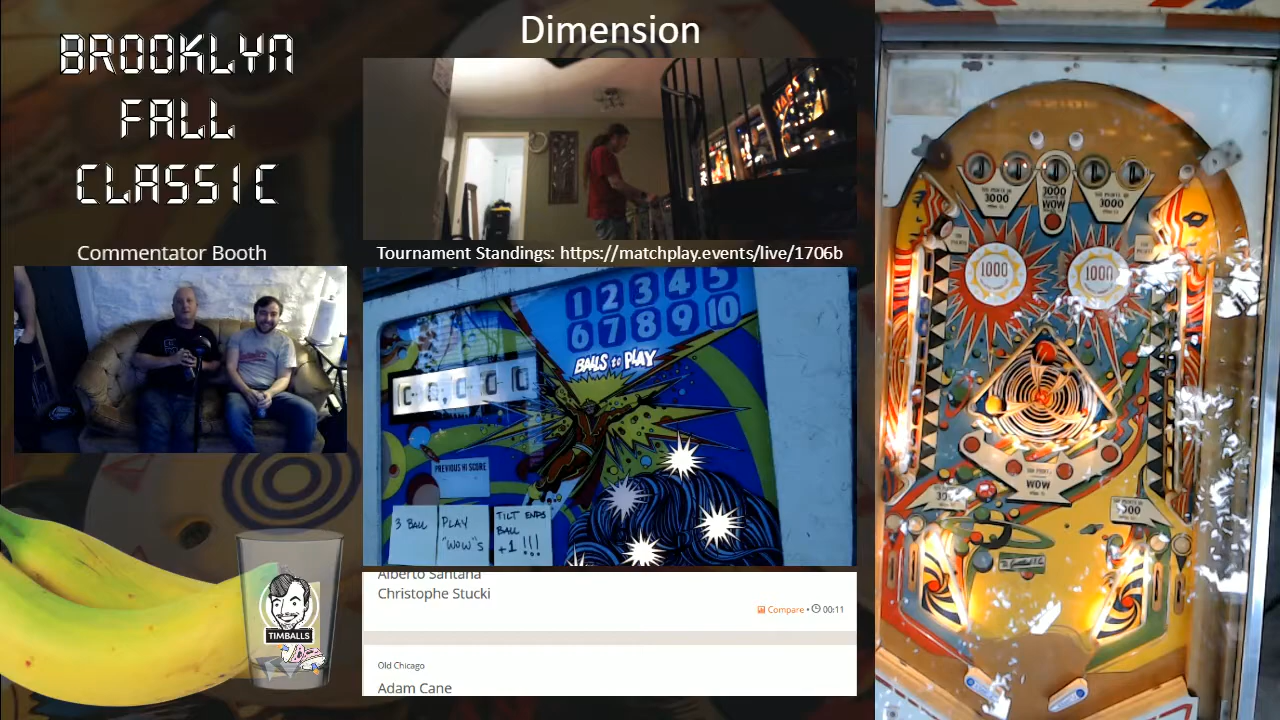 BROOKLYN
FALL
CLASSIC
Commentator Booth
TIMBALLS
Dimension
Tournament Standings: https://matchplay.events/live/1706b
1 2 3 4 5
6 7 8 9 10
BALLS to PLAY
PREVIOUS HI SCORE
3 BALL
PLAY
"WOW"S
TILT ENDS
BALL
+1 !!!
Alberto Santana
Christophe Stucki
Compare • 00:11
Old Chicago
Adam Cane
3000
3000
WOW
3000
1000
1000
WOW